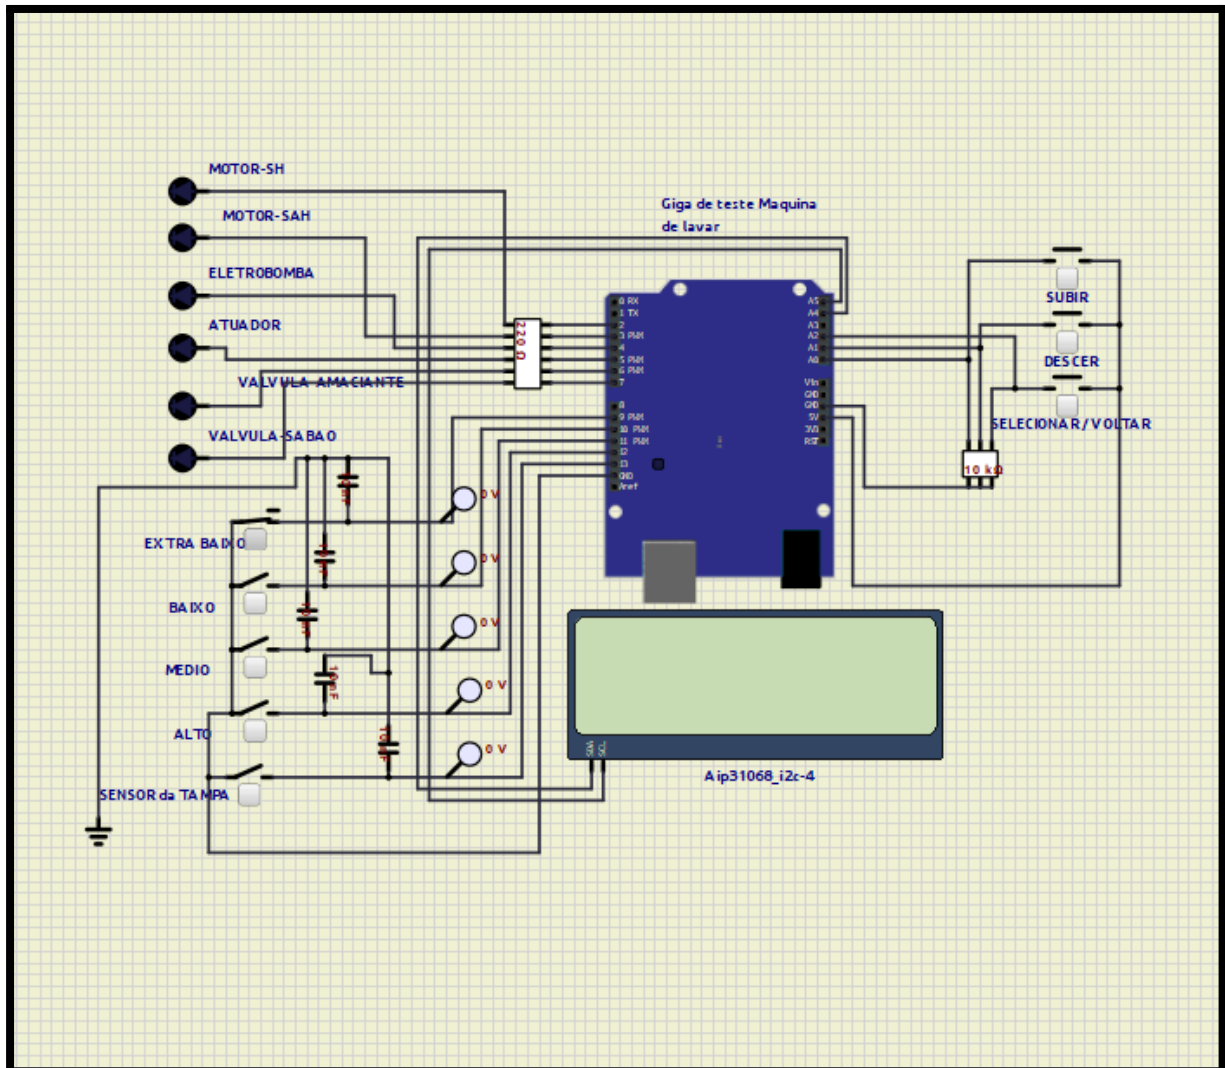 MOTOR-SH
MOTOR-SAH
ELETROBOMBA
ATUADOR
VALVULA-AMACIANTE
VALVULA-SABAO
220 Ω
Giga de teste Maquina
de lavar
0 RX
1 TX
2
3 PWM
4
5 PWM
6 PWM
7
8
9 PWM
10 PWM
11 PWM
12
13
GND
Aref
A5
A4
A3
A2
A1
A0
Vin
GND
GND
5V
3V3
RST
SUBIR
DESCER
SELECIONAR/VOLTAR
10 kΩ
0 V
0 V
0 V
0 V
0 V
EXTRA BAIXO
BAIXO
MEDIO
ALTO
SENSOR da TAMPA
10nF
SDA
SCL
Aip31068_i2c-4